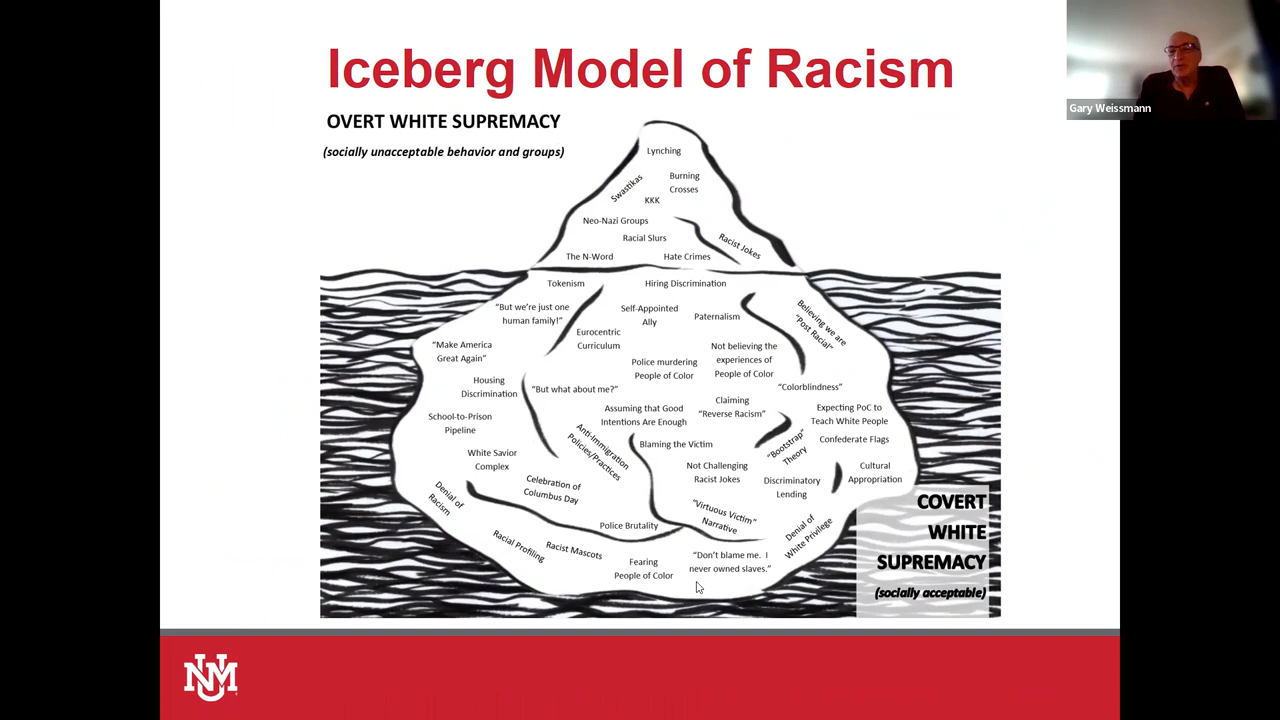 Iceberg Model of Racism
Gary Weissmann
OVERT WHITE SUPREMACY
(socially unacceptable behavior and groups)
Lynching
Swastikas
Burning
Crosses
KKK
Neo-Nazi Groups
Racial Slurs
Racist Jokes
The N-Word
Hate Crimes
Tokenism
Hiring Discrimination
"But we're just one
human family!"
Self-Appointed
Ally
Paternalism
Believing we are
"Post Racial"
Eurocentric
Curriculum
"Make America
Great Again"
Police murdering
People of Color
Not believing the
experiences of
People of Color
Housing
Discrimination
"But what about me?"
"Colorblindness"
Claiming
"Reverse Racism"
Assuming that Good
Intentions Are Enough
Expecting PoC to
Teach White People
School-to-Prison
Pipeline
Anti-Immigration
Policies/Practices
Blaming the Victim
"Bootstrap"
Theory
Confederate Flags
White Savior
Complex
Not Challenging
Racist Jokes
Discriminatory
Lending
Cultural
Appropriation
Denial of
Racism
Celebration of
Columbus Day
"Virtuous Victim"
Narrative
Denial of
White Privilege
Police Brutality
Racial Profiling
Racist Mascots
Fearing
People of Color
"Don't blame me. I
never owned slaves."
COVERT
WHITE
SUPREMACY
(socially acceptable)
UNM